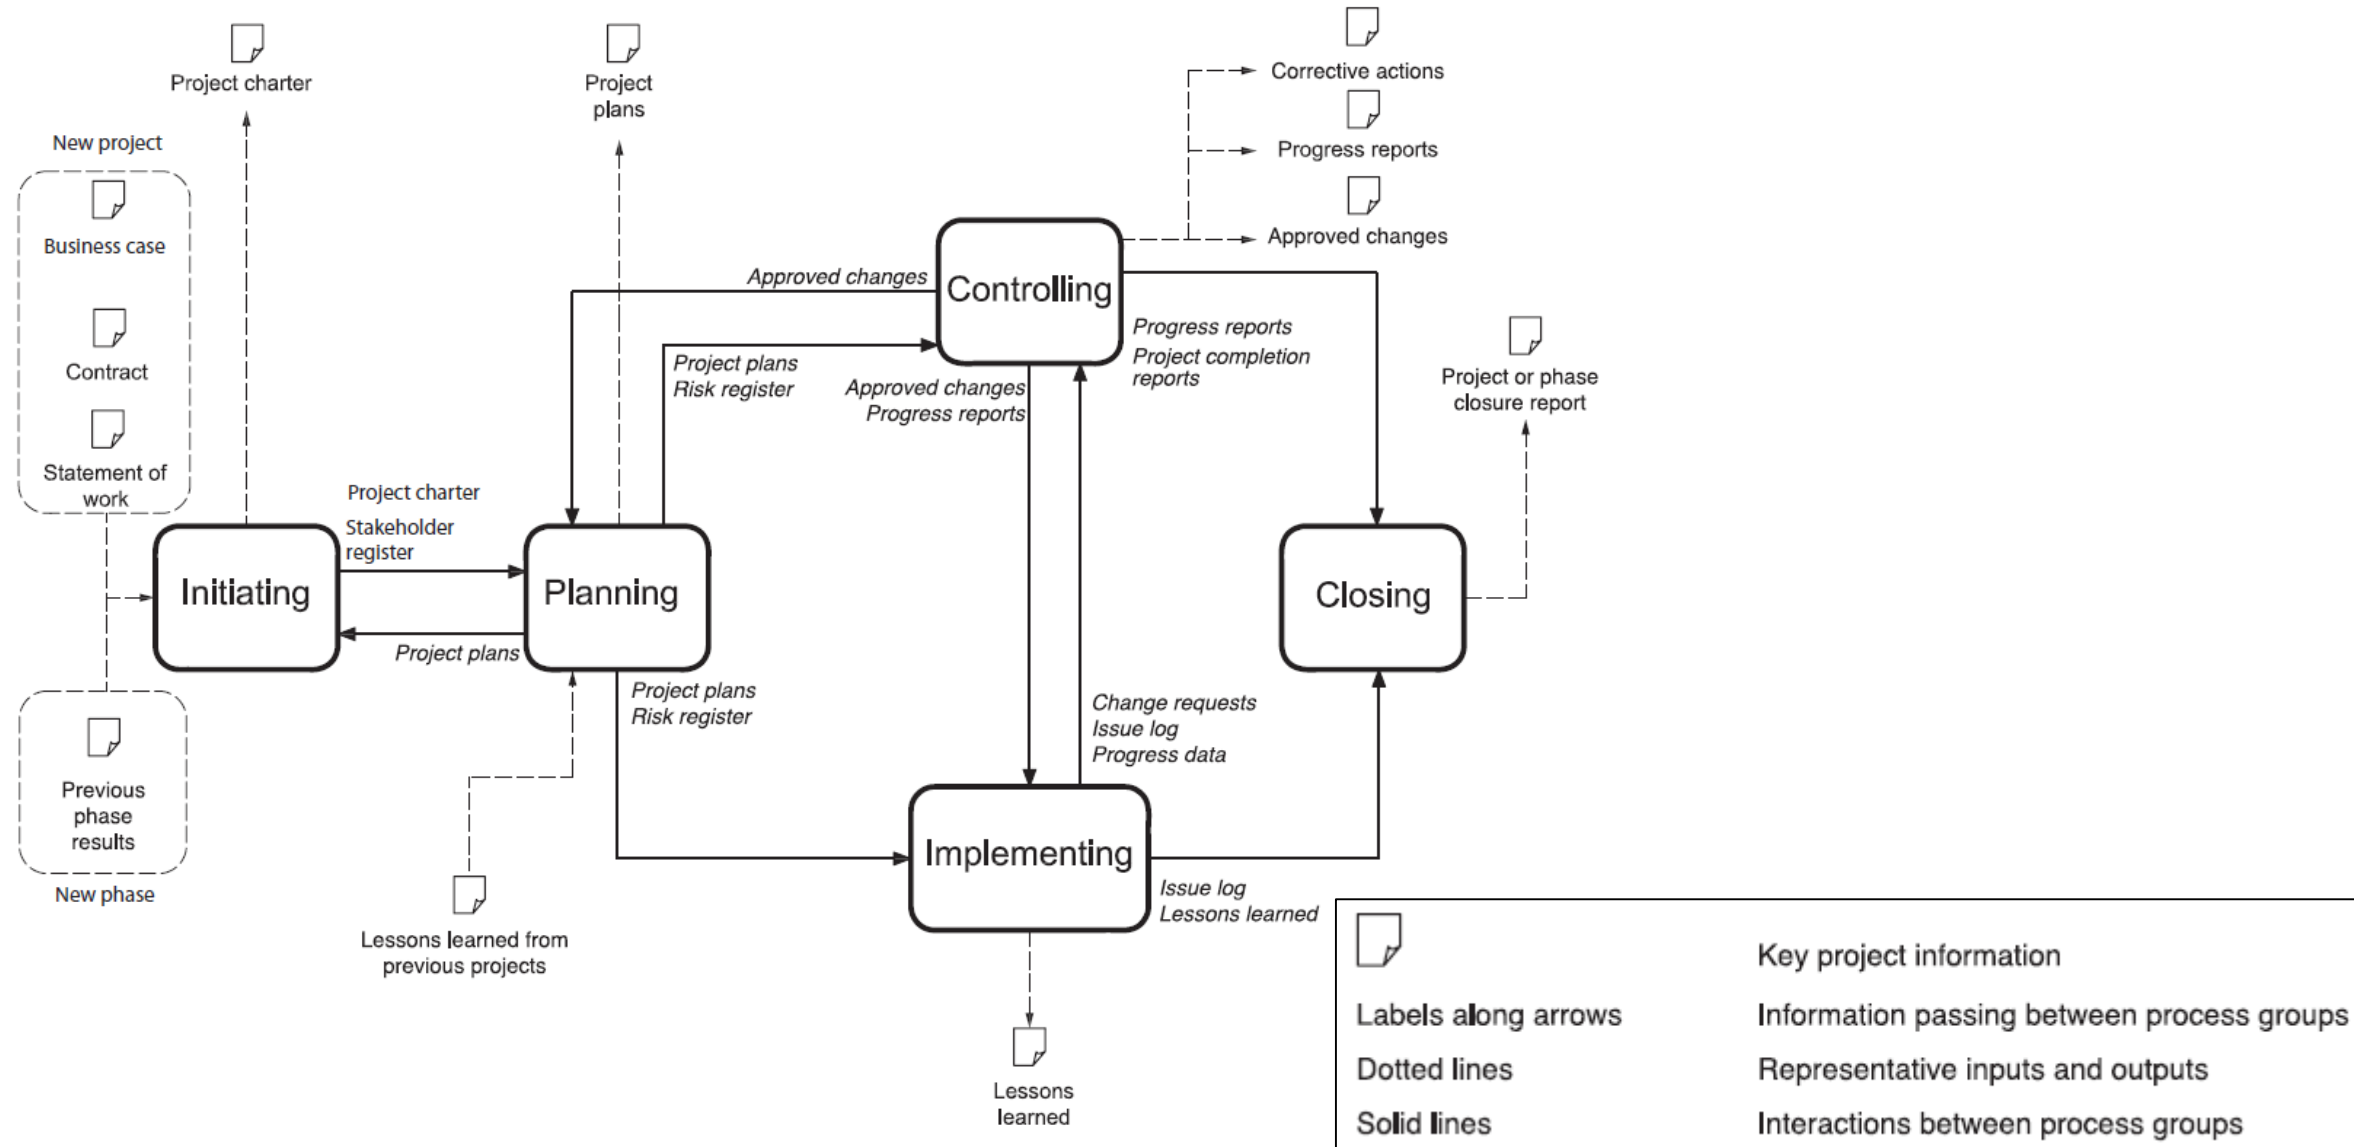 Project charter
Project
plans
Corrective actions
Progress reports
Approved changes
New project
Business case
Contract
Statement of
work
Approved changes
Controlling
Project plans
Risk register
Approved changes
Progress reports
Progress reports
Project completion
reports
Project or phase
closure report
Project charter
Stakeholder
register
Initiating
Planning
Closing
Project plans
Project plans
Risk register
Change requests
Issue log
Progress data
Previous
phase
results
New phase
Implementing
Issue log
Lessons learned
Lessons learned from
previous projects
Lessons
learned
Key project information
Labels along arrows
Information passing between process groups
Dotted lines
Representative inputs and outputs
Solid lines
Interactions between process groups